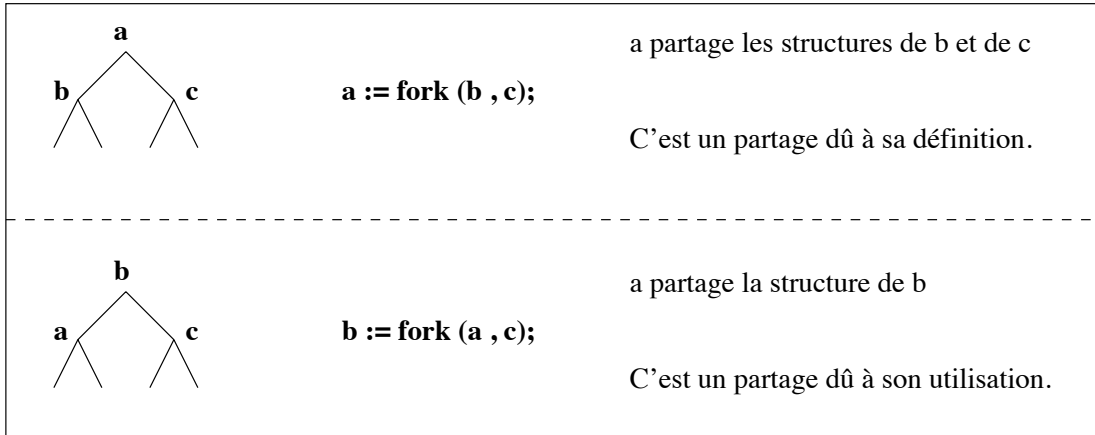 a
b
c
a := fork (b , c);
a partage les structures de b et de c
C'est un partage dû à sa définition.
b
a
c
b := fork (a , c);
a partage la structure de b
C'est un partage dû à son utilisation.